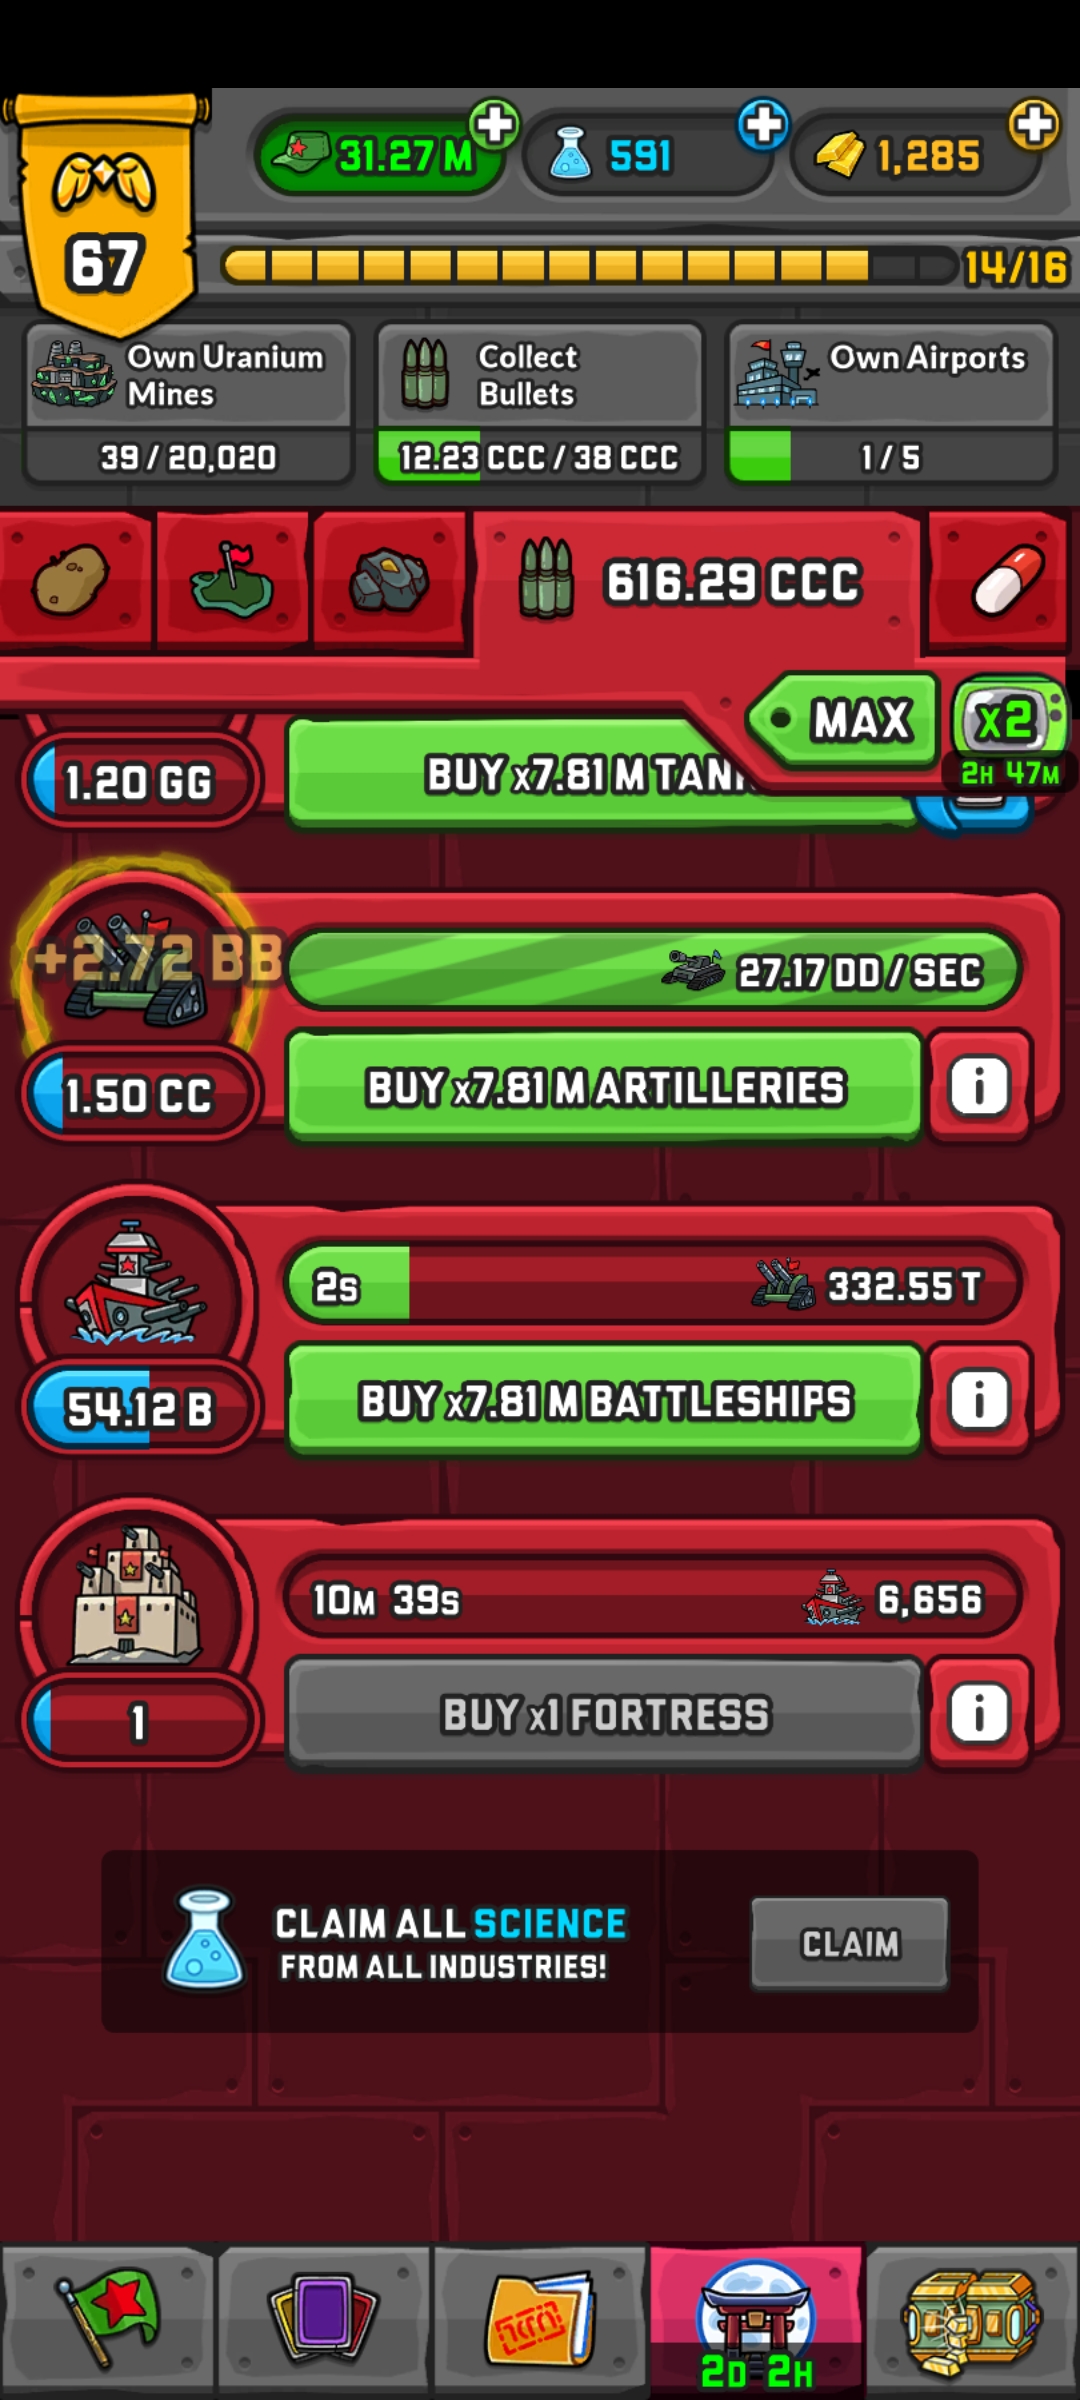 31.27 M
591
1,285
67
14/16
Own Uranium
Mines
39 / 20,020
Collect
Bullets
12.23 CCC / 38 CCC
Own Airports
1 / 5
616.29 CCC
MAX
x2
2H 47M
1.20 GG
BUY x7.81 M
+2.72 BB
27.17 DD / SEC
1.50 CC
BUY x7.81 M ARTILLERIES
i
2s
332.55 T
54.12 B
BUY x7.81 M BATTLESHIPS
i
10M 39s
6,656
1
BUY x1 FORTRESS
i
CLAIM ALL SCIENCE
FROM ALL INDUSTRIES!
CLAIM
2D 2H